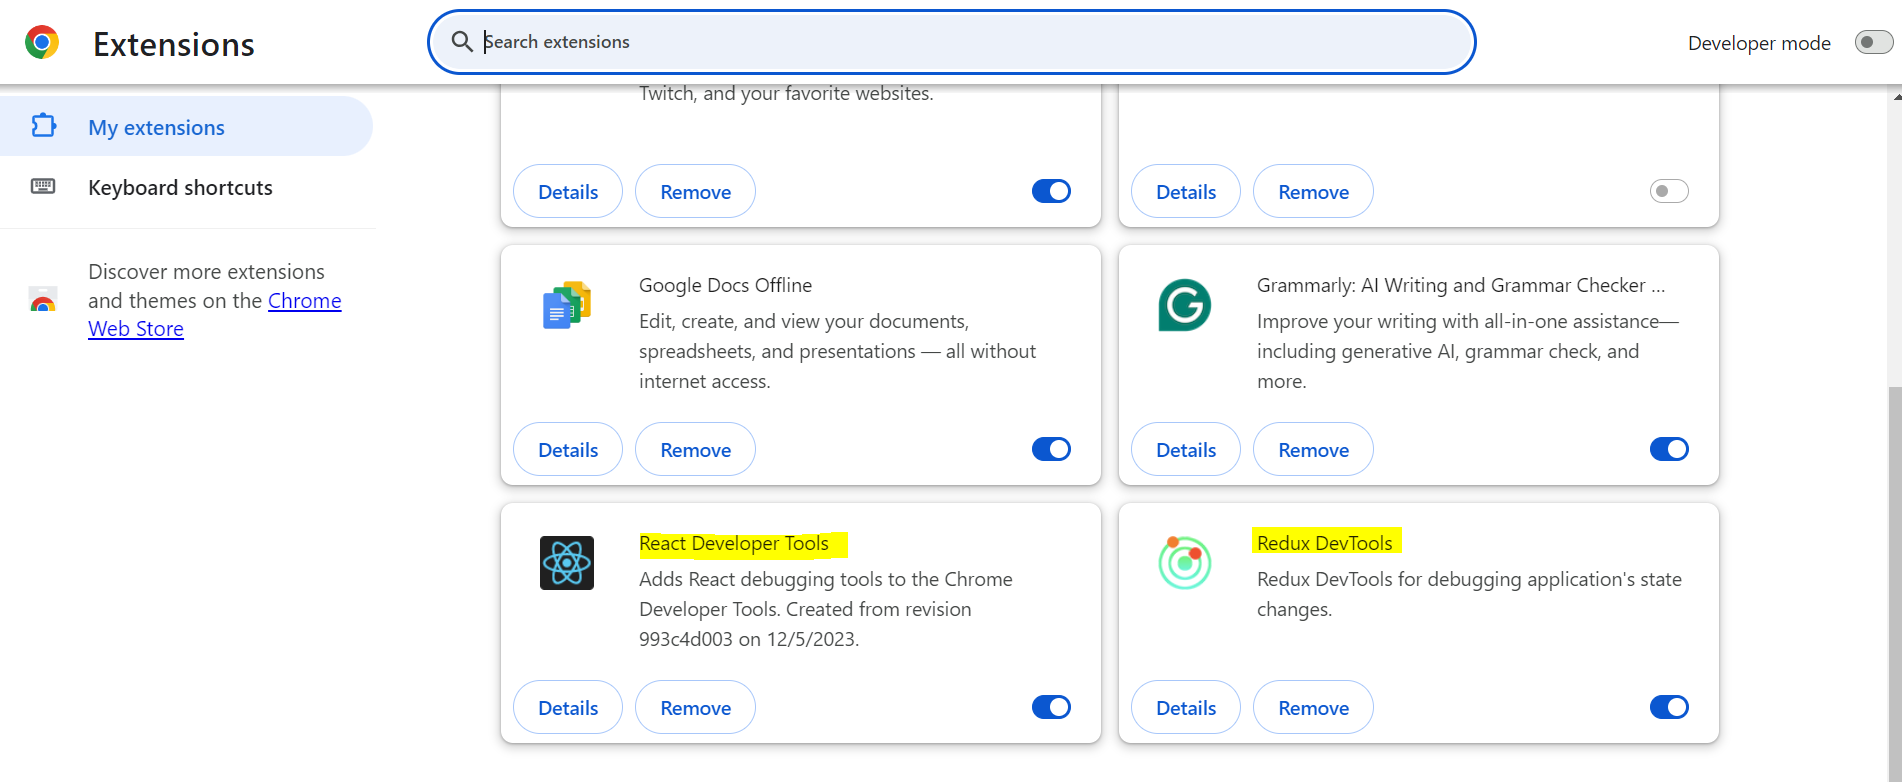 Extensions
Search extensions
Developer mode
My extensions
Keyboard shortcuts
Discover more extensions
and themes on the Chrome
Web Store
Twitch, and your favorite websites.
Details
Remove
Details
Remove
Google Docs Offline
Edit, create, and view your documents,
spreadsheets, and presentations — all without
internet access.
Details
Remove
Grammarly: AI Writing and Grammar Checker ...
Improve your writing with all-in-one assistance—
including generative AI, grammar check, and
more.
Details
Remove
React Developer Tools
Adds React debugging tools to the Chrome
Developer Tools. Created from revision
993c4d003 on 12/5/2023.
Details
Remove
Redux DevTools
Redux DevTools for debugging application's state
changes.
Details
Remove